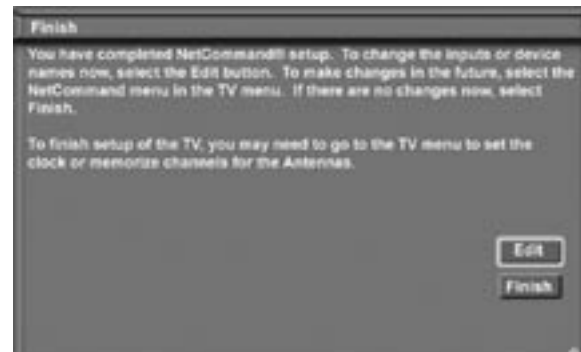 Finish
You have completed NetCommand® setup. To change the inputs or device
names now, select the Edit button. To make changes in the future, select the
NetCommand menu in the TV menu. If there are no changes now, select
Finish.
To finish setup of the TV, you may need to go to the TV menu to set the
clock or memorize channels for the Antennas.
Edit
Finish